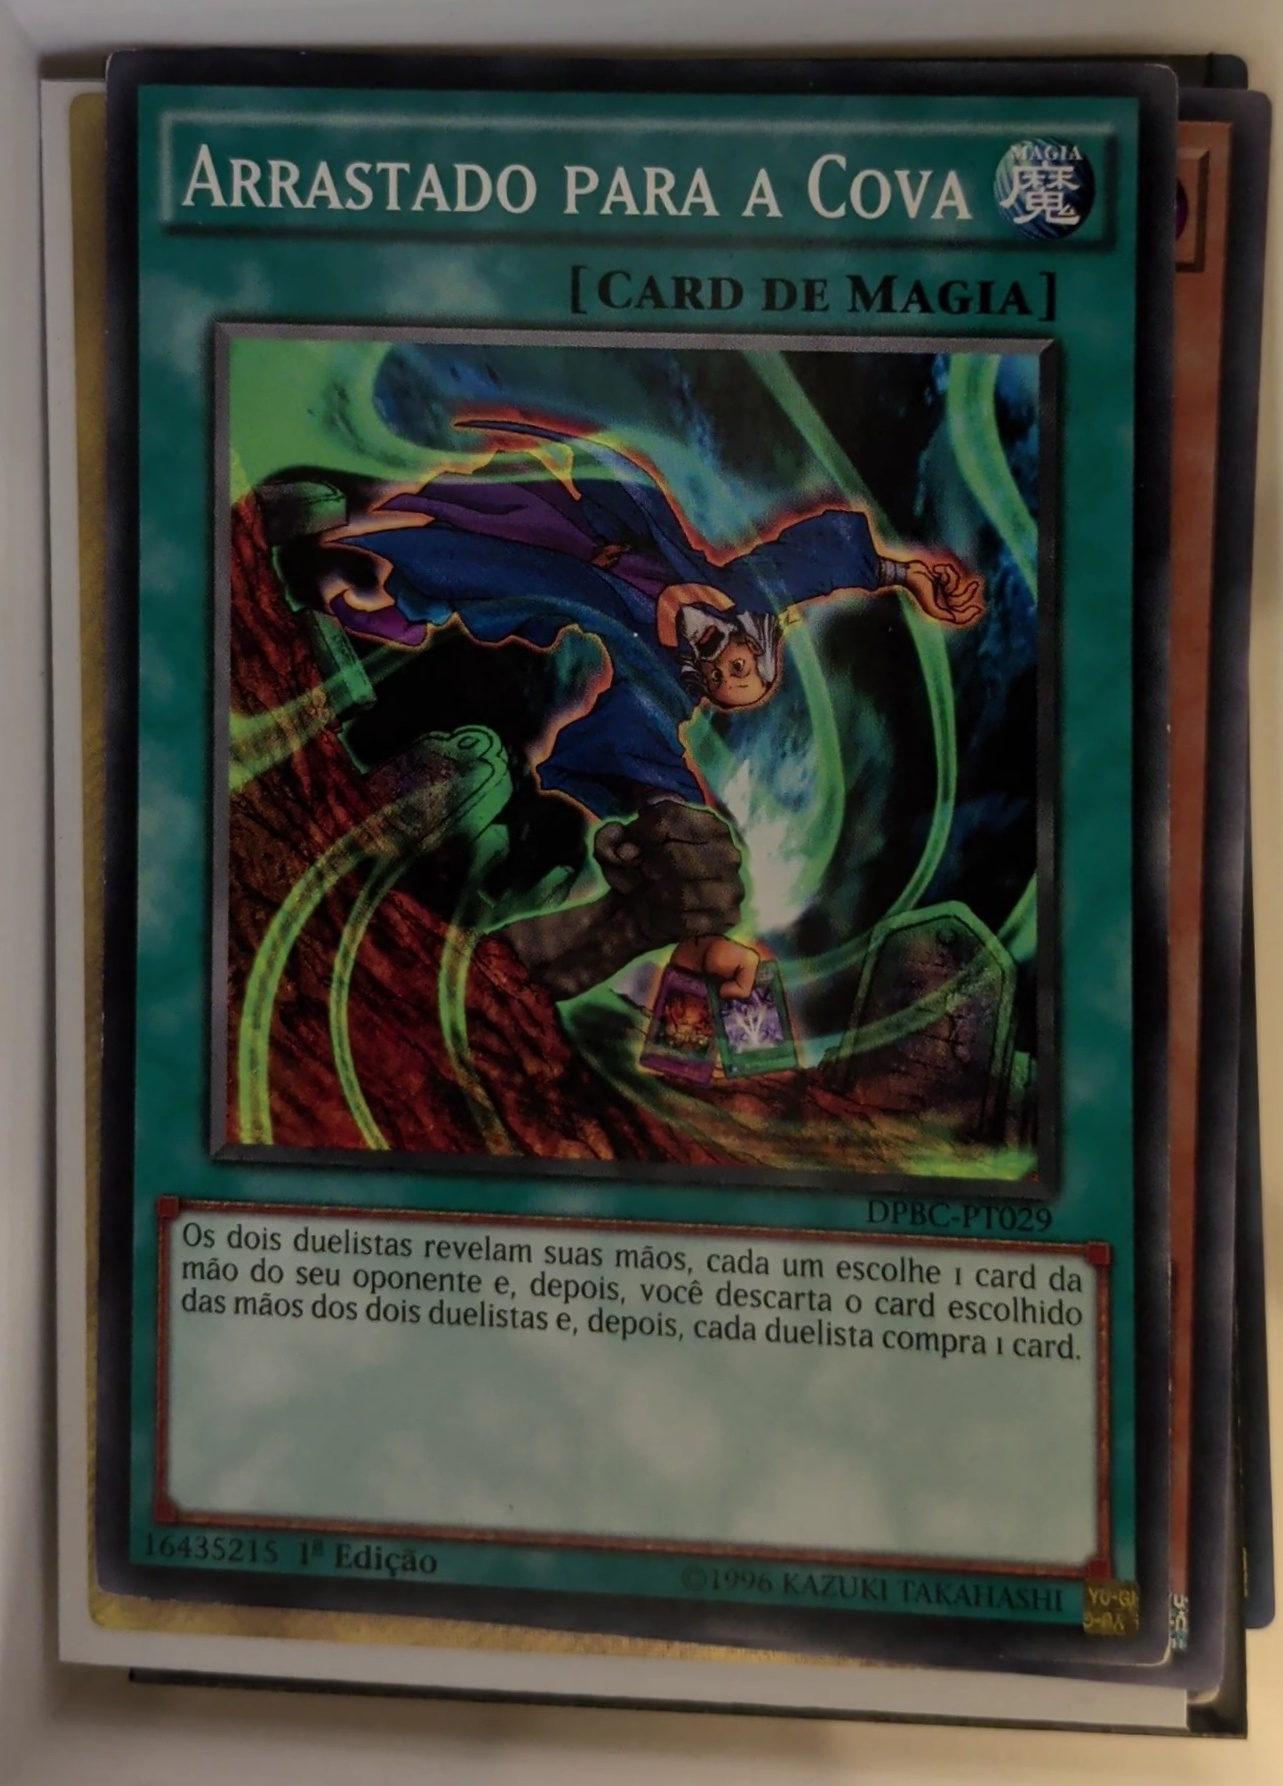 ARRASTADO PARA A COVA
MAGIA
魔
[CARD DE MAGIA]
DPBC-PT029
Os dois duelistas revelam suas mãos, cada um escolhe 1 card da
mão do seu oponente e, depois, você descarta o card escolhido
das mãos dos dois duelistas e, depois, cada duelista compra 1 card.
16435215 1ª Edição
©1996 KAZUKI TAKAHASHI